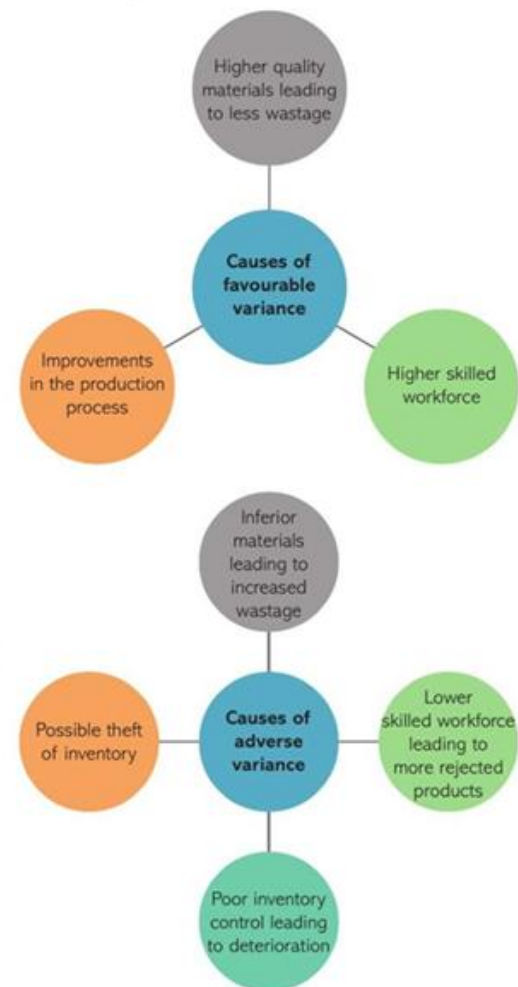 Higher quality
materials leading
to less wastage
Causes of
favourable
variance
Improvements
in the production
process
Higher skilled
workforce
Inferior
materials
leading to
increased
wastage
Possible theft
of inventory
Causes of
adverse
variance
Lower
skilled workforce
leading to
more rejected
products
Poor inventory
control leading
to deterioration